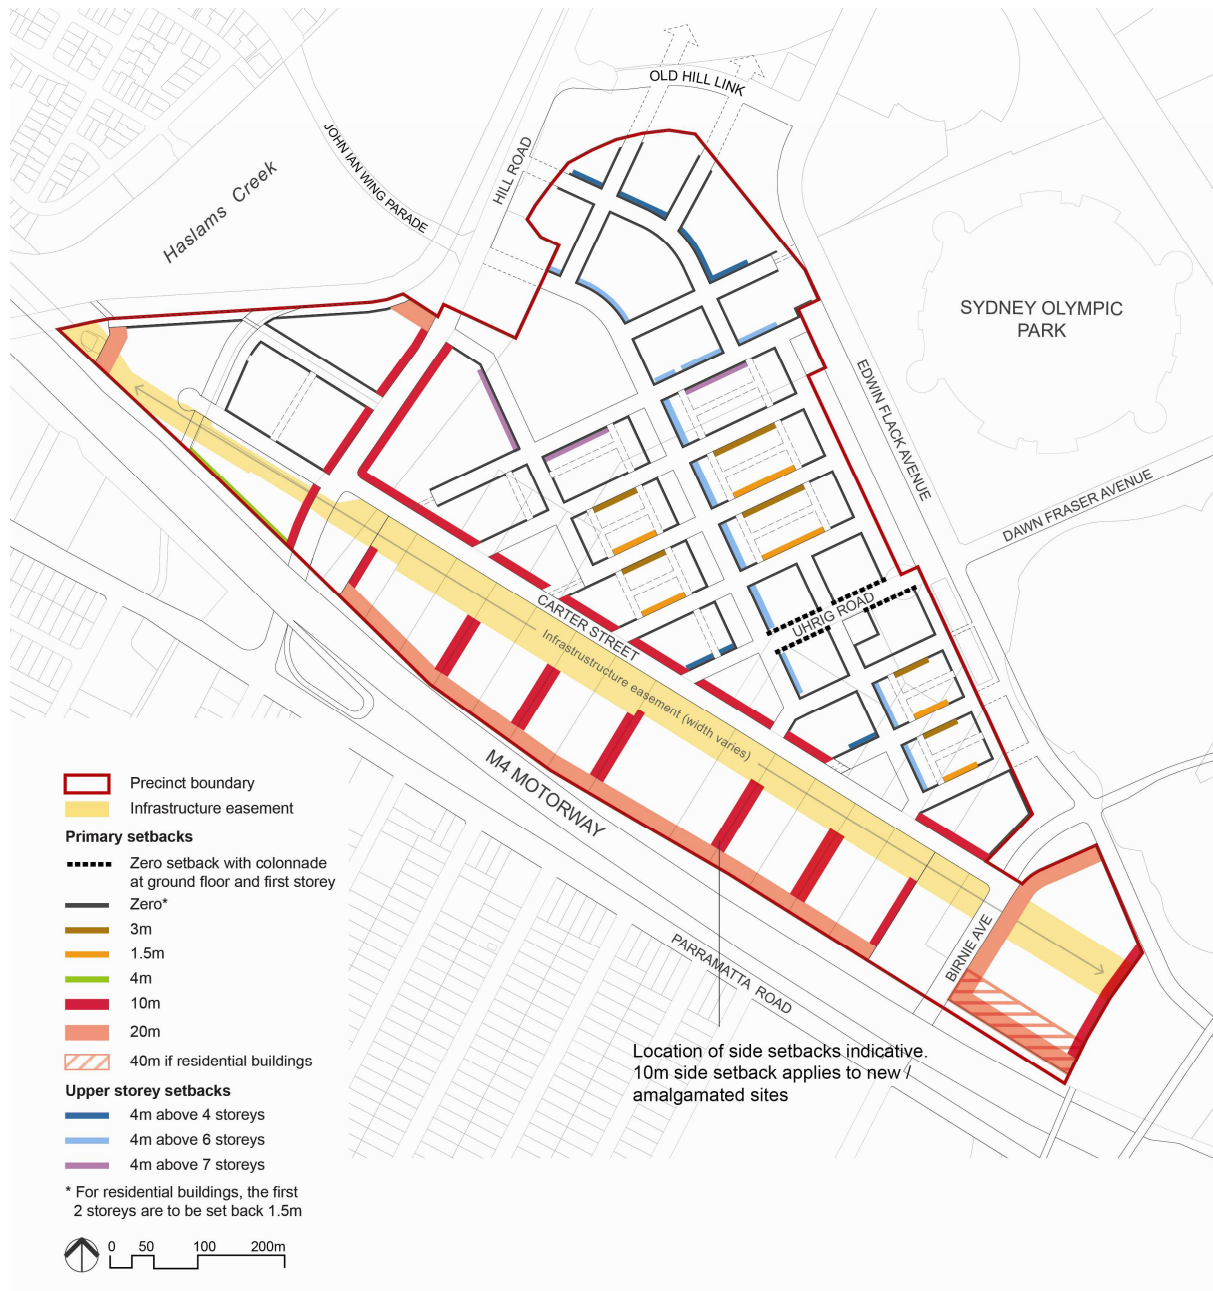 OLD HILL LINK
JOHN IAN WING PARADE
HILL ROAD
Haslams Creek
SYDNEY OLYMPIC
PARK
EDWIN FLACK AVENUE
DAWN FRASER AVENUE
CARTER STREET
UHRIG ROAD
Infrastrustructure easement (width varies)
M4 MOTORWAY
BIRNIE AVE
PARRAMATTA ROAD
Location of side setbacks indicative.
10m side setback applies to new /
amalgamated sites
Precinct boundary
Infrastructure easement
Primary setbacks
Zero setback with colonnade
at ground floor and first storey
Zero*
3m
1.5m
4m
10m
20m
40m if residential buildings
Upper storey setbacks
4m above 4 storeys
4m above 6 storeys
4m above 7 storeys
* For residential buildings, the first
2 storeys are to be set back 1.5m
0 50 100 200m